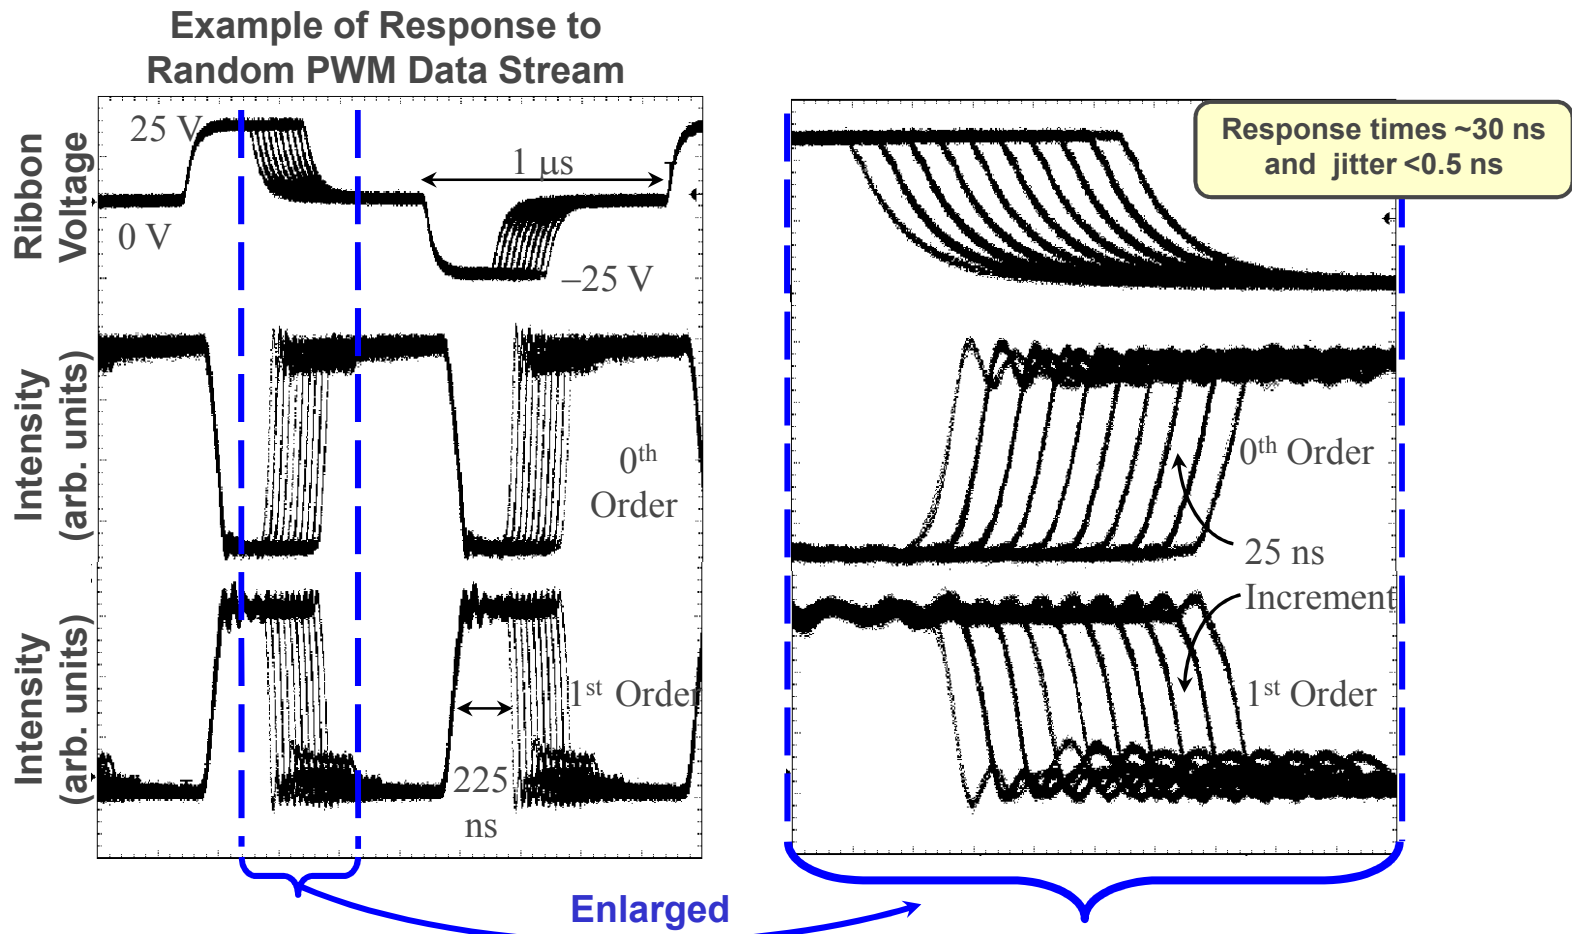 Example of Response to
Random PWM Data Stream
Ribbon
Voltage
25 V
0 V
1 μs
−25 V
Intensity
(arb. units)
0th
Order
Intensity
(arb. units)
1st Order
225
ns
Response times ~30 ns
and jitter <0.5 ns
0th Order
25 ns
Increment
1st Order
Enlarged